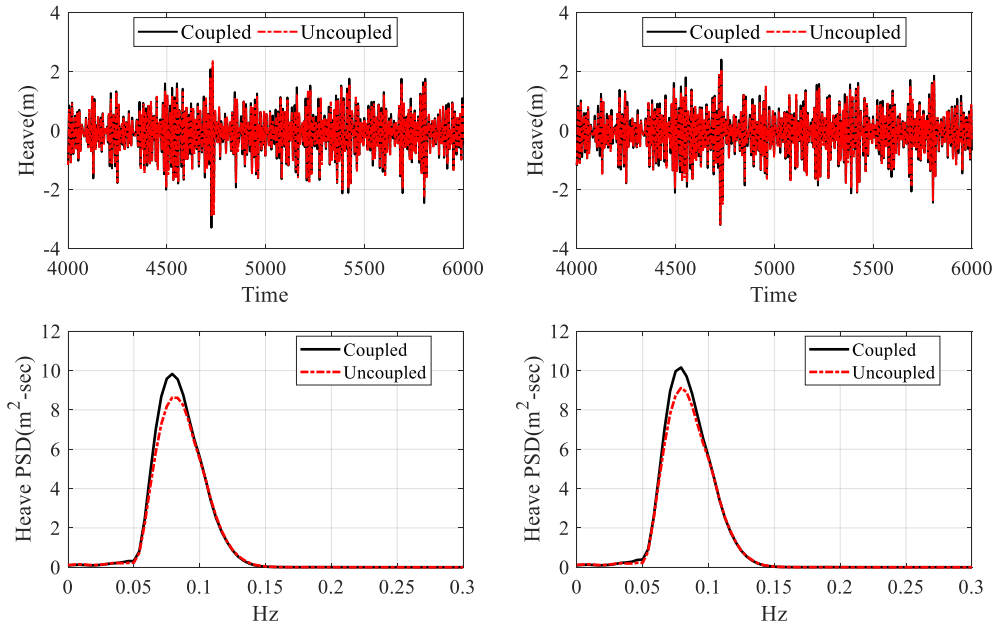 Coupled Uncoupled
Heave(m)
4
2
0
-2
-4
4000 4500 5000 5500 6000
Time
Coupled Uncoupled
Heave(m)
4
2
0
-2
-4
4000 4500 5000 5500 6000
Time
Coupled
Uncoupled
Heave PSD(m²-sec)
12
10
8
6
4
2
0
0 0.05 0.1 0.15 0.2 0.25 0.3
Hz
Coupled
Uncoupled
Heave PSD(m²-sec)
12
10
8
6
4
2
0
0 0.05 0.1 0.15 0.2 0.25 0.3
Hz